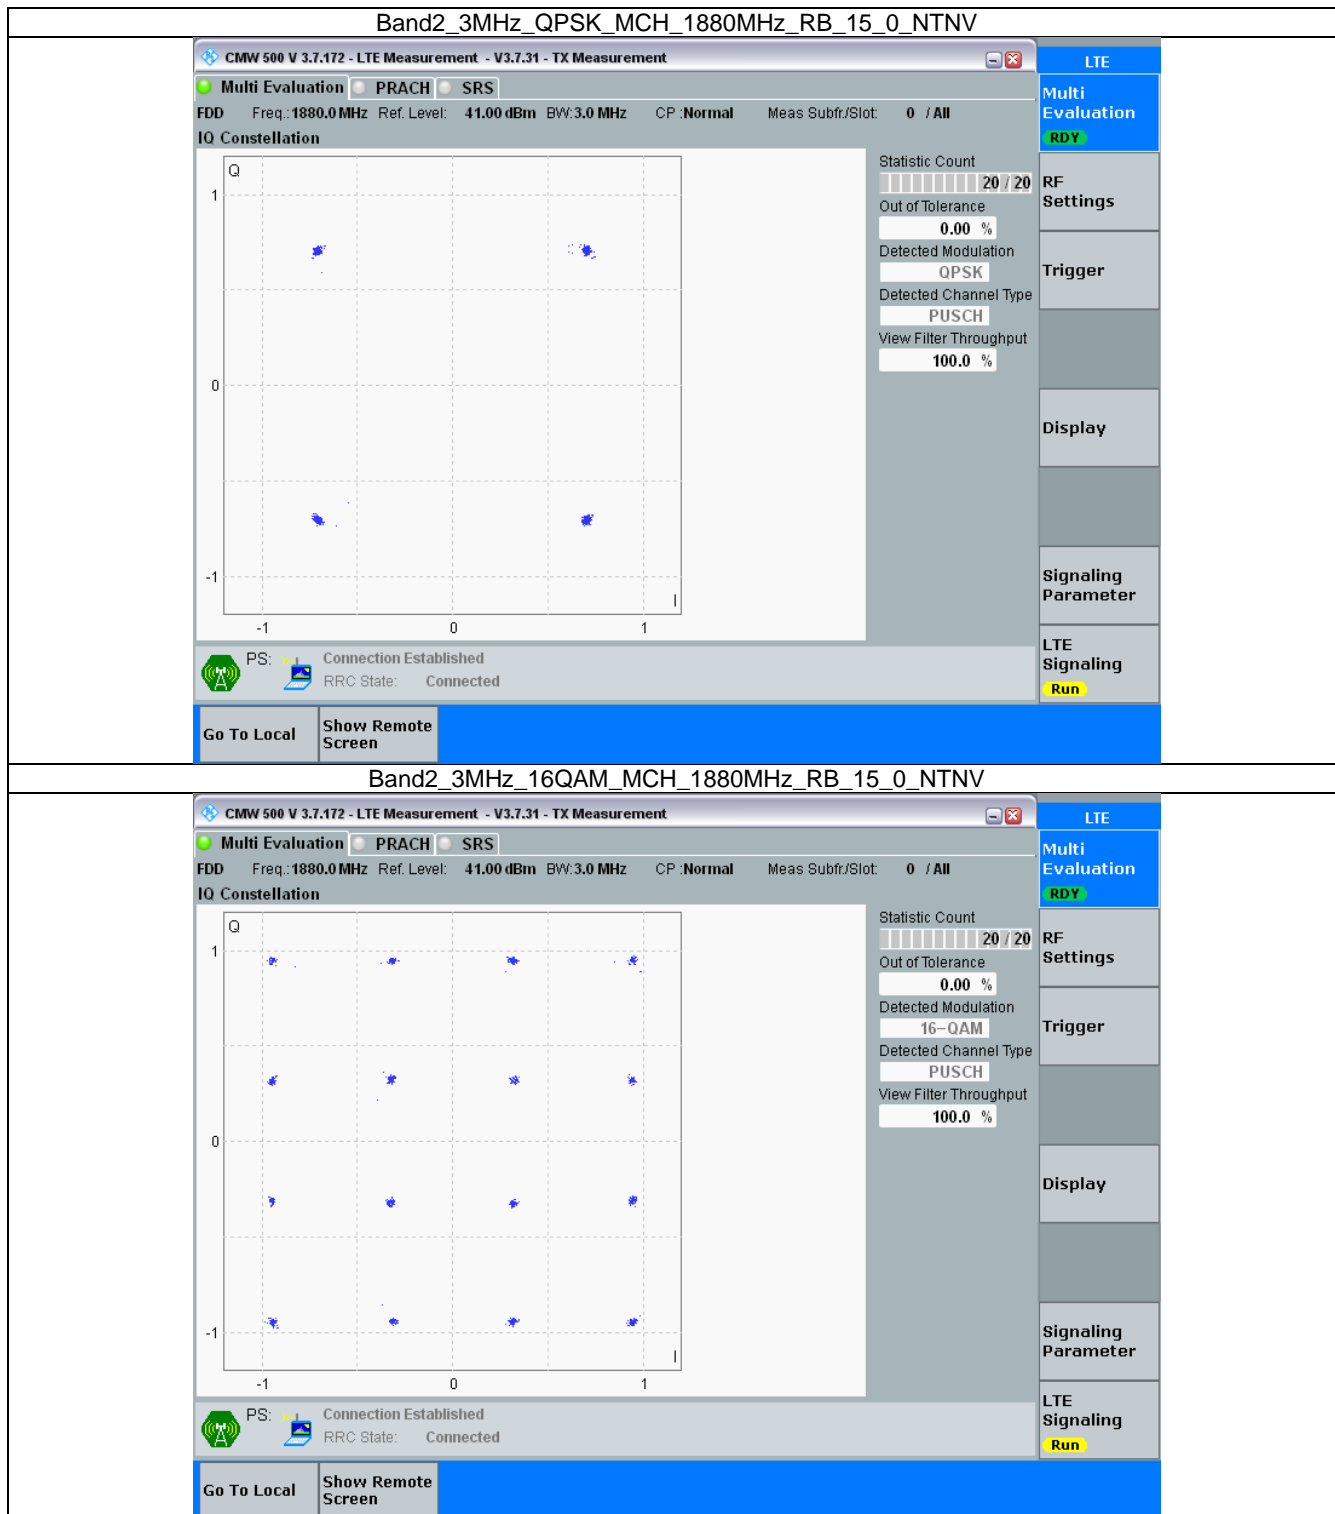 Band2_3MHz_QPSK_MCH_1880MHz_RB_15_0_NTNV
CMW 500 V 3.7.172 - LTE Measurement - V3.7.31 - TX Measurement
LTE
Multi Evaluation PRACH SRS
Multi
Evaluation
RDY
FDD Freq.: 1880.0 MHz Ref. Level: 41.00 dBm BW: 3.0 MHz CP : Normal Meas Subfr./Slot: 0 / All
IQ Constellation
Q
1
0
-1
I
-1 0 1
Statistic Count
20 / 20
Out of Tolerance
0.00 %
Detected Modulation
QPSK
Detected Channel Type
PUSCH
View Filter Throughput
100.0 %
RF
Settings
Trigger
Display
Signaling
Parameter
LTE
Signaling
Run
PS: Connection Established
RRC State: Connected
Go To Local
Show Remote
Screen
Band2_3MHz_16QAM_MCH_1880MHz_RB_15_0_NTNV
CMW 500 V 3.7.172 - LTE Measurement - V3.7.31 - TX Measurement
LTE
Multi Evaluation PRACH SRS
Multi
Evaluation
RDY
FDD Freq.: 1880.0 MHz Ref. Level: 41.00 dBm BW: 3.0 MHz CP : Normal Meas Subfr./Slot: 0 / All
IQ Constellation
Q
1
0
-1
I
-1 0 1
Statistic Count
20 / 20
Out of Tolerance
0.00 %
Detected Modulation
16-QAM
Detected Channel Type
PUSCH
View Filter Throughput
100.0 %
RF
Settings
Trigger
Display
Signaling
Parameter
LTE
Signaling
Run
PS: Connection Established
RRC State: Connected
Go To Local
Show Remote
Screen